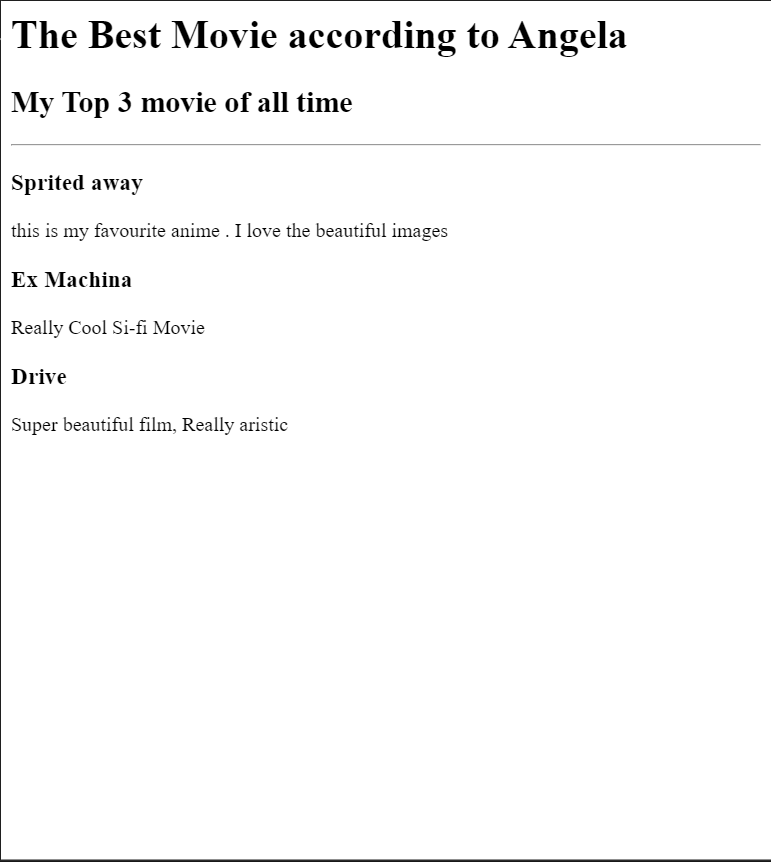 The Best Movie according to Angela
My Top 3 movie of all time
Sprited away
this is my favourite anime . I love the beautiful images
Ex Machina
Really Cool Si-fi Movie
Drive
Super beautiful film, Really aristic